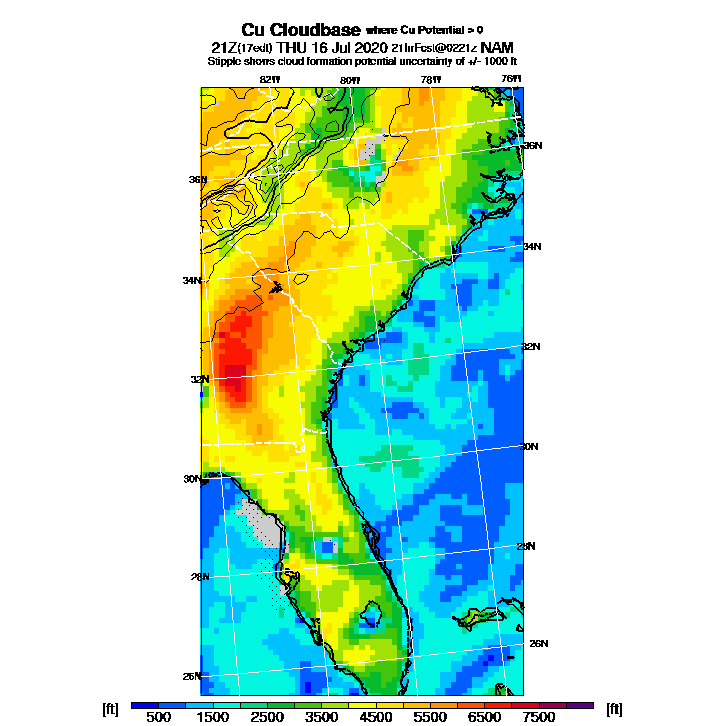 Cu Cloudbase where Cu Potential > 0
21Z(17edt) THU 16 Jul 2020 21hrFcst@0221z NAM
Stipple shows cloud formation potential uncertainty of +/- 1000 ft
82W 80W 78W 76W
36N
36N
34N
34N
32N
32N
30N
30N
28N
28N
26N
26N
[ft] 500 1500 2500 3500 4500 5500 6500 7500 [ft]